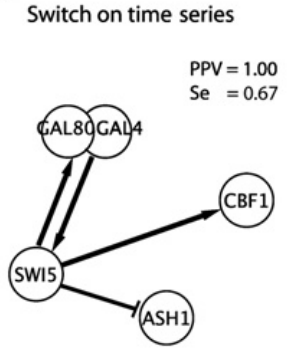 Switch on time series
PPV = 1.00
Se = 0.67
GAL80 GAL4
CBF1
SWI5
ASH1